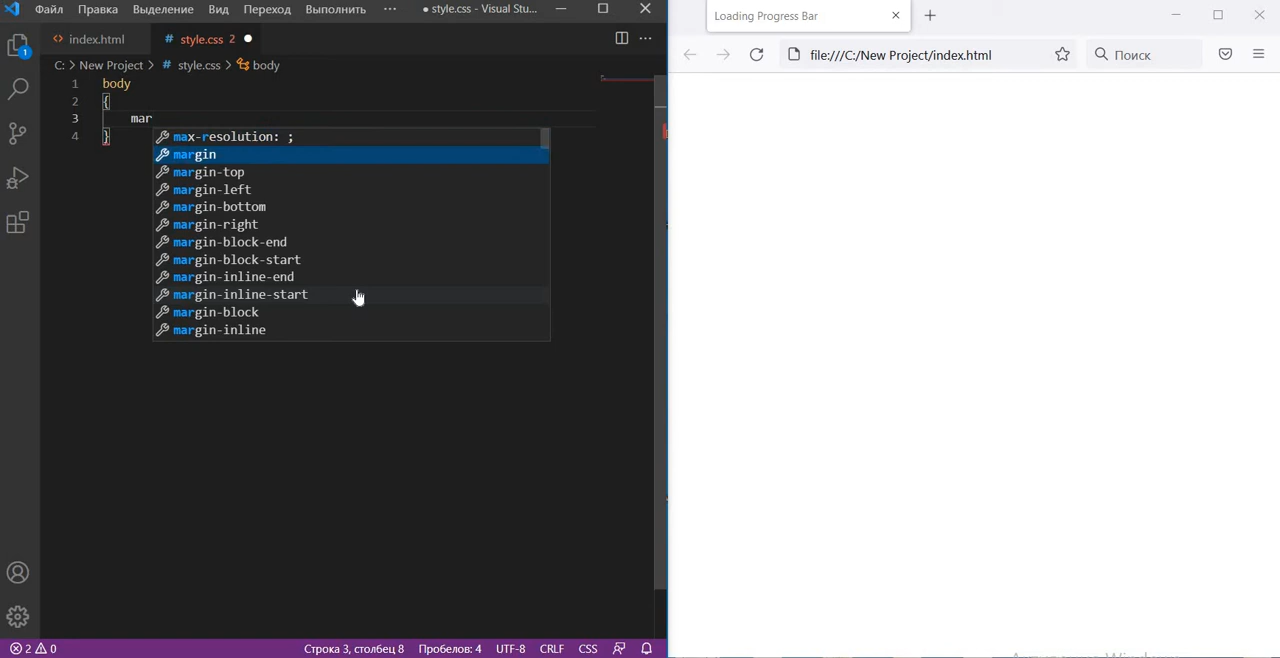 Файл Правка Выделение Вид Переход Выполнить ··· ● style.css - Visual Stu...
index.html # style.css 2 ●
C: > New Project > # style.css > body
1 body
2 {
3 mar
4 }
max-resolution: ;
margin
margin-top
margin-left
margin-bottom
margin-right
margin-block-end
margin-block-start
margin-inline-end
margin-inline-start
margin-block
margin-inline
1
2 0 Строка 3, столбец 8 Пробелов: 4 UTF-8 CRLF CSS
Loading Progress Bar
file:///C:/New Project/index.html Поиск